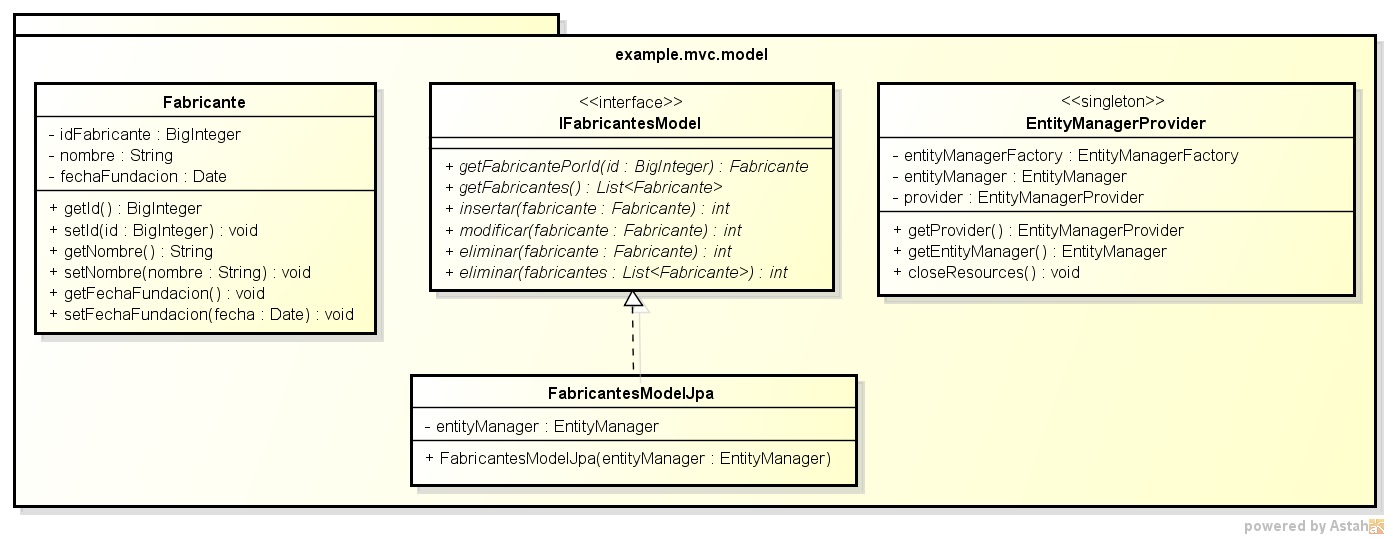 example.mvc.model
Fabricante
- idFabricante : BigInteger
- nombre : String
- fechaFundacion : Date
+ getId() : BigInteger
+ setId(id : BigInteger) : void
+ getNombre() : String
+ setNombre(nombre : String) : void
+ getFechaFundacion() : void
+ setFechaFundacion(fecha : Date) : void
<<interface>>
IFabricantesModel
+ getFabricantePorId(id : BigInteger) : Fabricante
+ getFabricantes() : List<Fabricante>
+ insertar(fabricante : Fabricante) : int
+ modificar(fabricante : Fabricante) : int
+ eliminar(fabricante : Fabricante) : int
+ eliminar(fabricantes : List<Fabricante>) : int
<<singleton>>
EntityManagerProvider
- entityManagerFactory : EntityManagerFactory
- entityManager : EntityManager
- provider : EntityManagerProvider
+ getProvider() : EntityManagerProvider
+ getEntityManager() : EntityManager
+ closeResources() : void
FabricantesModelJpa
- entityManager : EntityManager
+ FabricantesModelJpa(entityManager : EntityManager)
powered by Astah